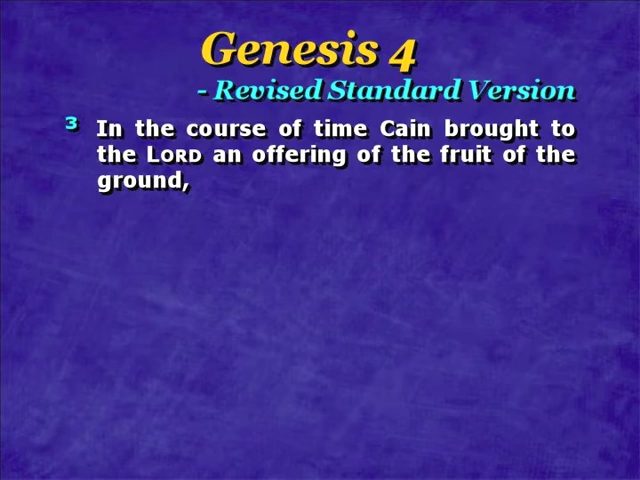 Genesis 4
- Revised Standard Version
3 In the course of time Cain brought to
the LORD an offering of the fruit of the
ground,